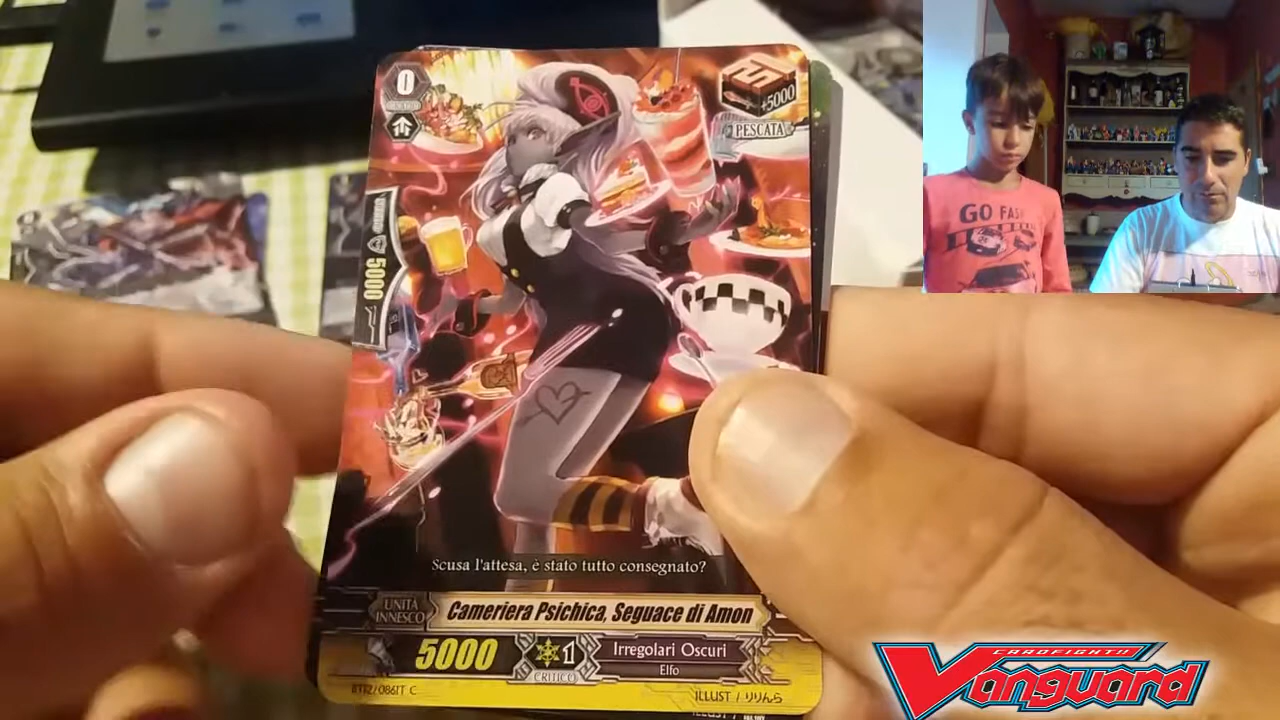 0
+5000
PESCATA
5000
GO FAST
Scusa l'attesa, è stato tutto consegnato?
UNITÀ
INNESCO
Cameriera Psichica, Seguace di Amon
5000
1
CRITICO
Irregolari Oscuri
Elfo
BT12/086IT C
ILLUST / りりんら
CARDFIGHT!!
Vanguard